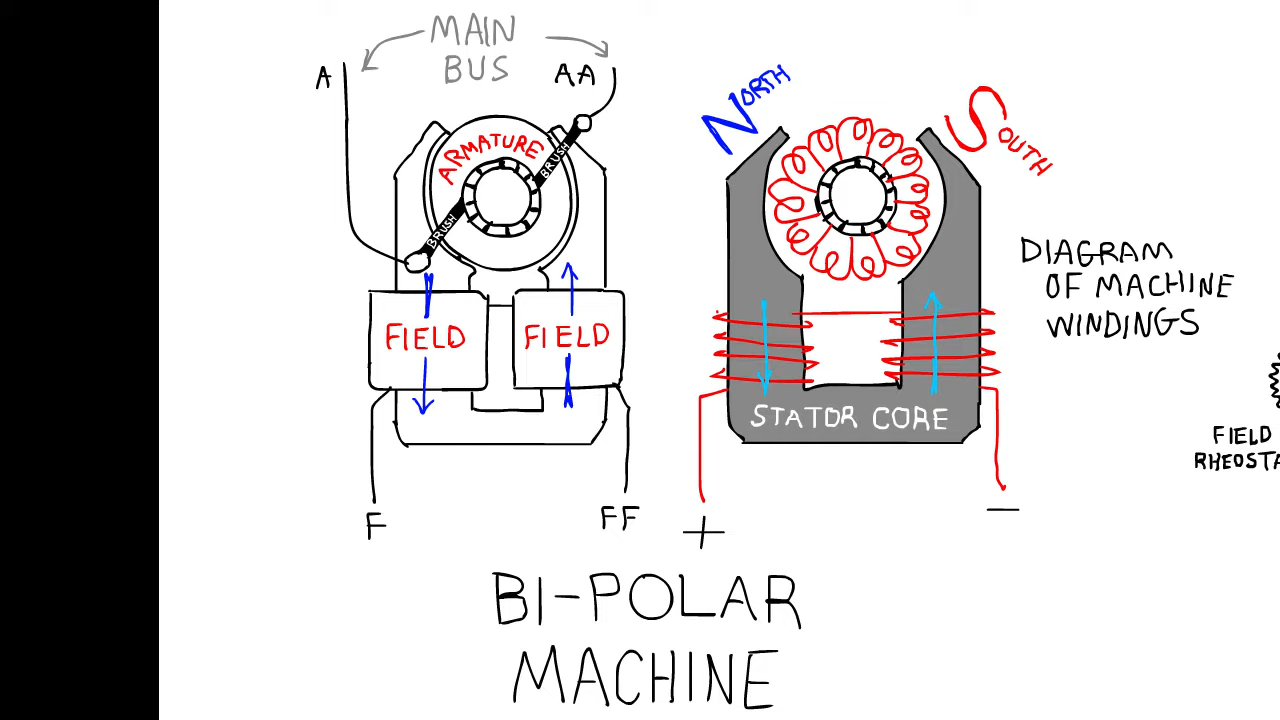 MAIN
BUS
A
AA
ARMATURE
BRUSH
BRUSH
FIELD
FIELD
F
FF
NORTH
SOUTH
DIAGRAM
OF MACHINE
WINDINGS
STATOR CORE
+
−
FIELD
BI-POLAR
MACHINE